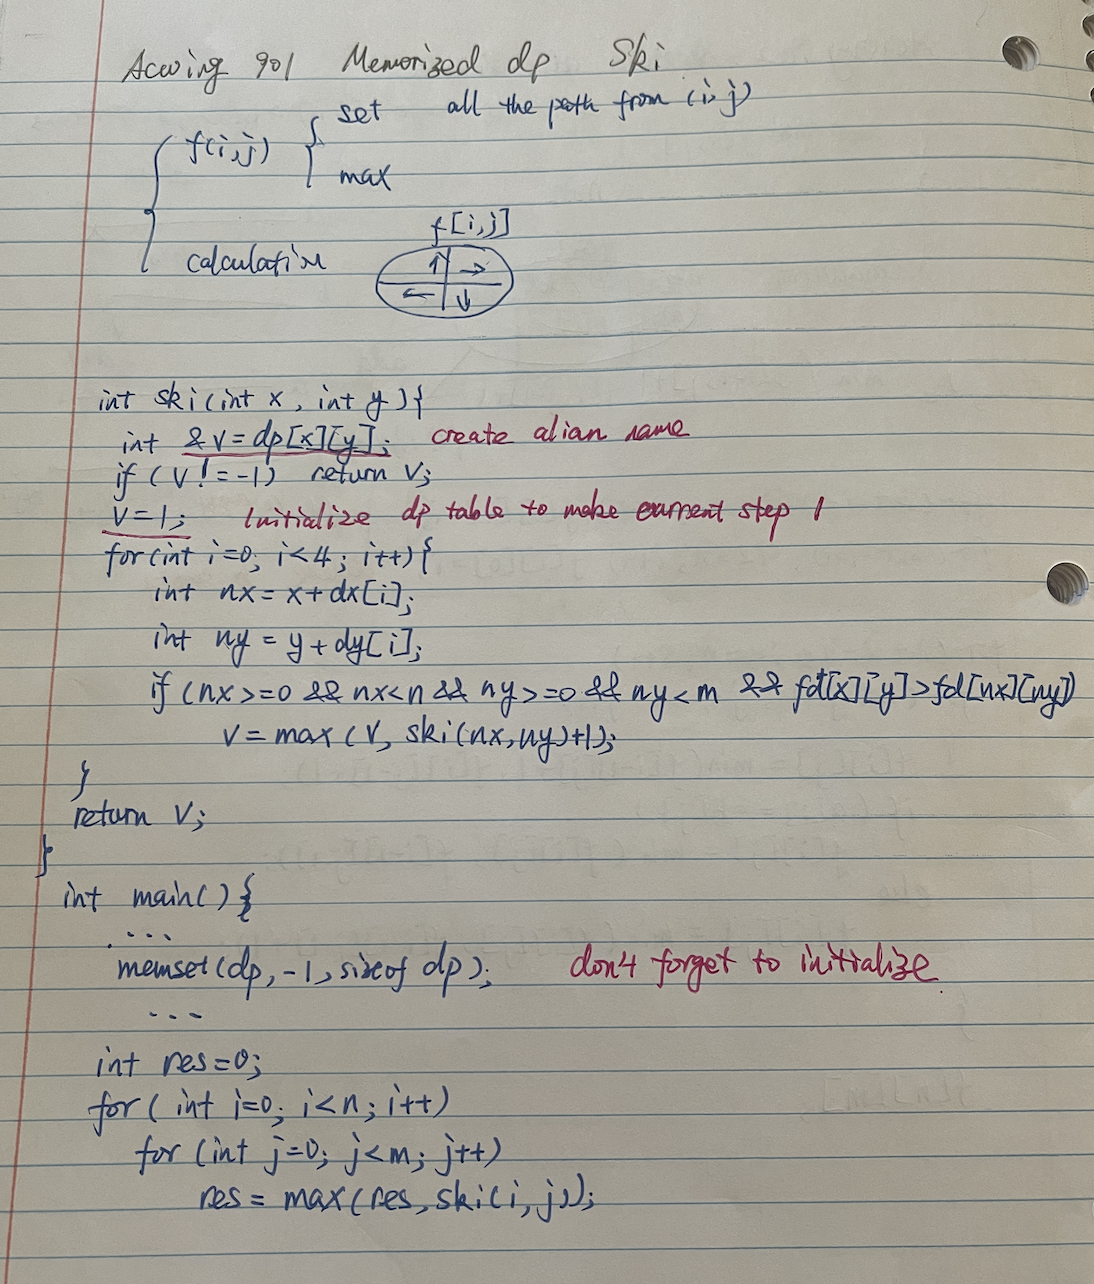 Acwing 901 Memorized dp Ski
set all the path from (i,j)
f(i,j)
max
f[i,j]
calculation
int ski(int x, int y){
int &v=dp[x][y]; create alian name
if (v!=-1) return v;
v=1; Initialize dp table to make current step 1
for(int i=0; i<4; i++){
int nx=x+dx[i];
int ny=y+dy[i];
if (nx>=0 && nx<n && ny>=0 && ny<m && fd[x][y]>fd[nx][ny])
v=max(v, ski(nx,ny)+1);
}
return v;
}
int main(){
....
memset(dp,-1,sizeof dp); don't forget to initialize
...
int res=0;
for( int i=0; i<n; i++)
for (int j=0; j<m; j++)
res = max(res, ski(i,j));